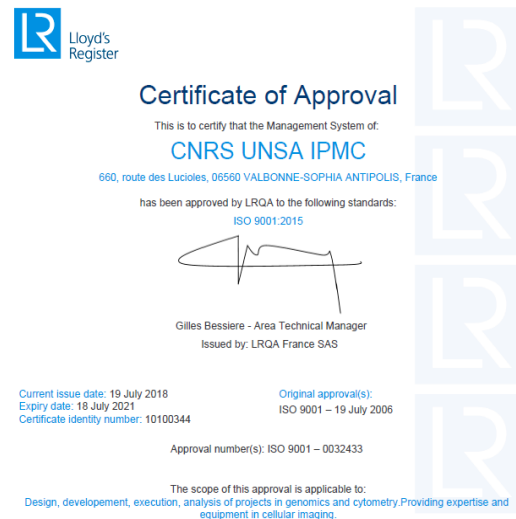 LR
Lloyd's
Register
Certificate of Approval
This is to certify that the Management System of:
CNRS UNSA IPMC
660, route des Lucioles, 06560 VALBONNE-SOPHIA ANTIPOLIS, France
has been approved by LRQA to the following standards:
ISO 9001:2015
Gilles Bessiere - Area Technical Manager
Issued by: LRQA France SAS
Current issue date: 19 July 2018
Expiry date: 18 July 2021
Certificate identity number: 10100344
Original approval(s):
ISO 9001 – 19 July 2006
Approval number(s): ISO 9001 – 0032433
The scope of this approval is applicable to:
Design, developement, execution, analysis of projects in genomics and cytometry.Providing expertise and
equipment in cellular imaging.